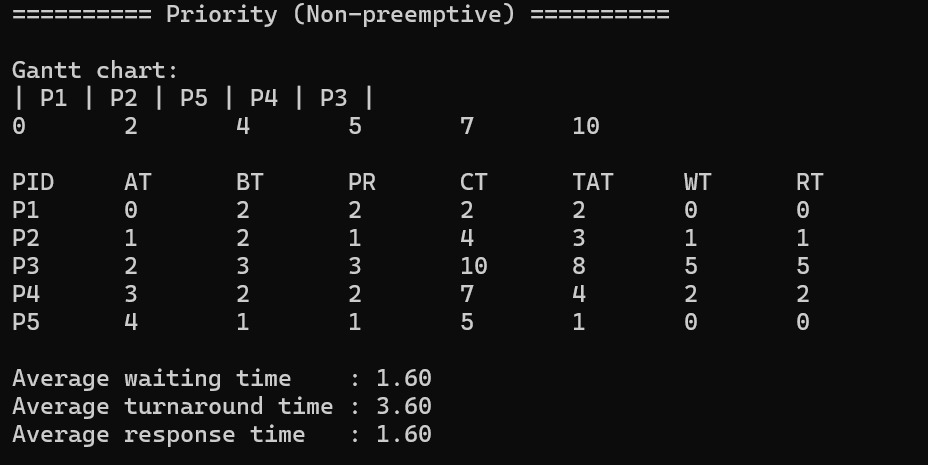 ========== Priority (Non-preemptive) ==========
Gantt chart:
| P1 | P2 | P5 | P4 | P3 |
0       2       4       5       7       10
PID     AT      BT      PR      CT      TAT     WT      RT
P1      0       2       2       2       2       0       0
P2      1       2       1       4       3       1       1
P3      2       3       3       10      8       5       5
P4      3       2       2       7       4       2       2
P5      4       1       1       5       1       0       0
Average waiting time    : 1.60
Average turnaround time : 3.60
Average response time   : 1.60